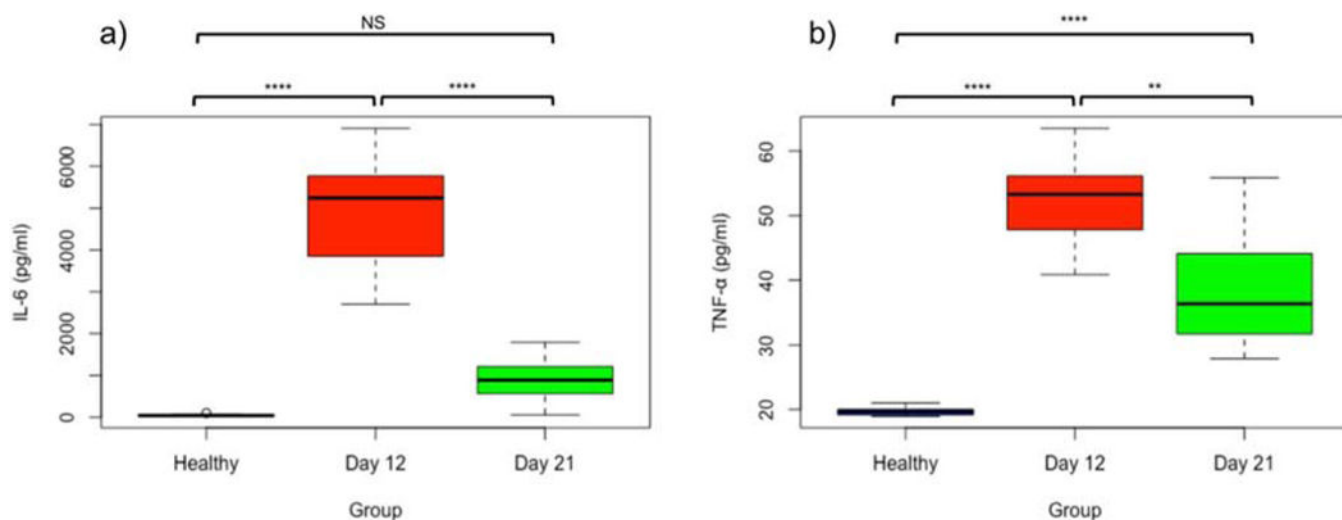 a)
NS
****
****
IL-6 (pg/ml)
6000
4000
2000
0
Healthy
Day 12
Day 21
Group
b)
****
****
**
TNF-α (pg/ml)
60
50
40
30
20
Healthy
Day 12
Day 21
Group